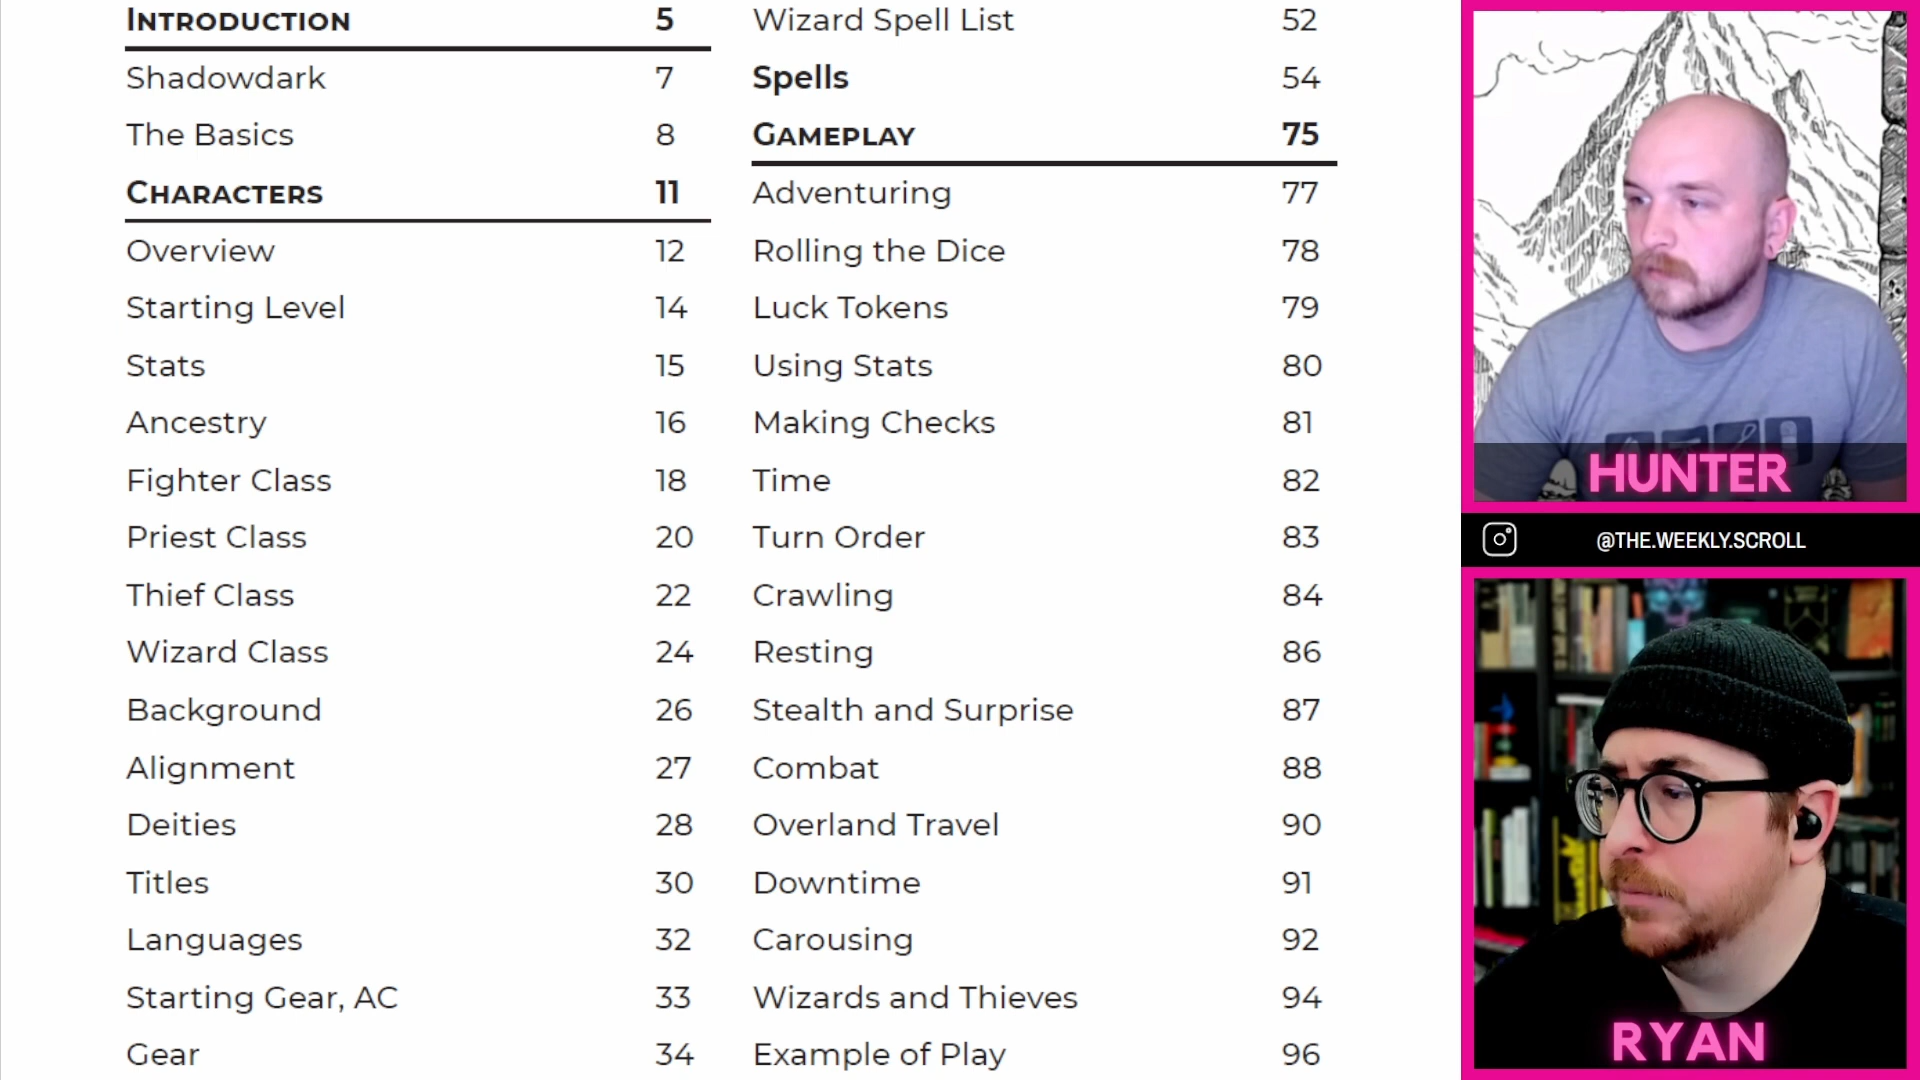 INTRODUCTION 5
Shadowdark 7
The Basics 8
CHARACTERS 11
Overview 12
Starting Level 14
Stats 15
Ancestry 16
Fighter Class 18
Priest Class 20
Thief Class 22
Wizard Class 24
Background 26
Alignment 27
Deities 28
Titles 30
Languages 32
Starting Gear, AC 33
Gear 34
Wizard Spell List 52
Spells 54
GAMEPLAY 75
Adventuring 77
Rolling the Dice 78
Luck Tokens 79
Using Stats 80
Making Checks 81
Time 82
Turn Order 83
Crawling 84
Resting 86
Stealth and Surprise 87
Combat 88
Overland Travel 90
Downtime 91
Carousing 92
Wizards and Thieves 94
Example of Play 96
HUNTER
@THE.WEEKLY.SCROLL
RYAN